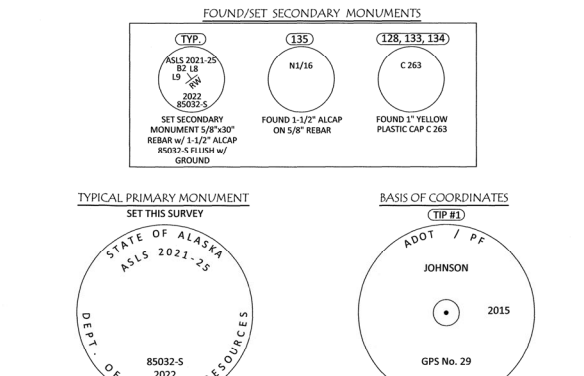 FOUND/SET SECONDARY MONUMENTS
TYP.
ASLS 2021-25
B2 L8
L9
RW
2022
85032-S
SET SECONDARY
MONUMENT 5/8"x30"
REBAR w/ 1-1/2" ALCAP
85032-S FLUSH w/
GROUND
135
N1/16
FOUND 1-1/2" ALCAP
ON 5/8" REBAR
128, 133, 134
C 263
FOUND 1" YELLOW
PLASTIC CAP C 263
TYPICAL PRIMARY MONUMENT
SET THIS SURVEY
STATE OF ALASKA
ASLS 2021-25
DEPT. OF
RESOURCES
85032-S
2022
BASIS OF COORDINATES
TIP #1
ADOT / PF
JOHNSON
2015
GPS No. 29